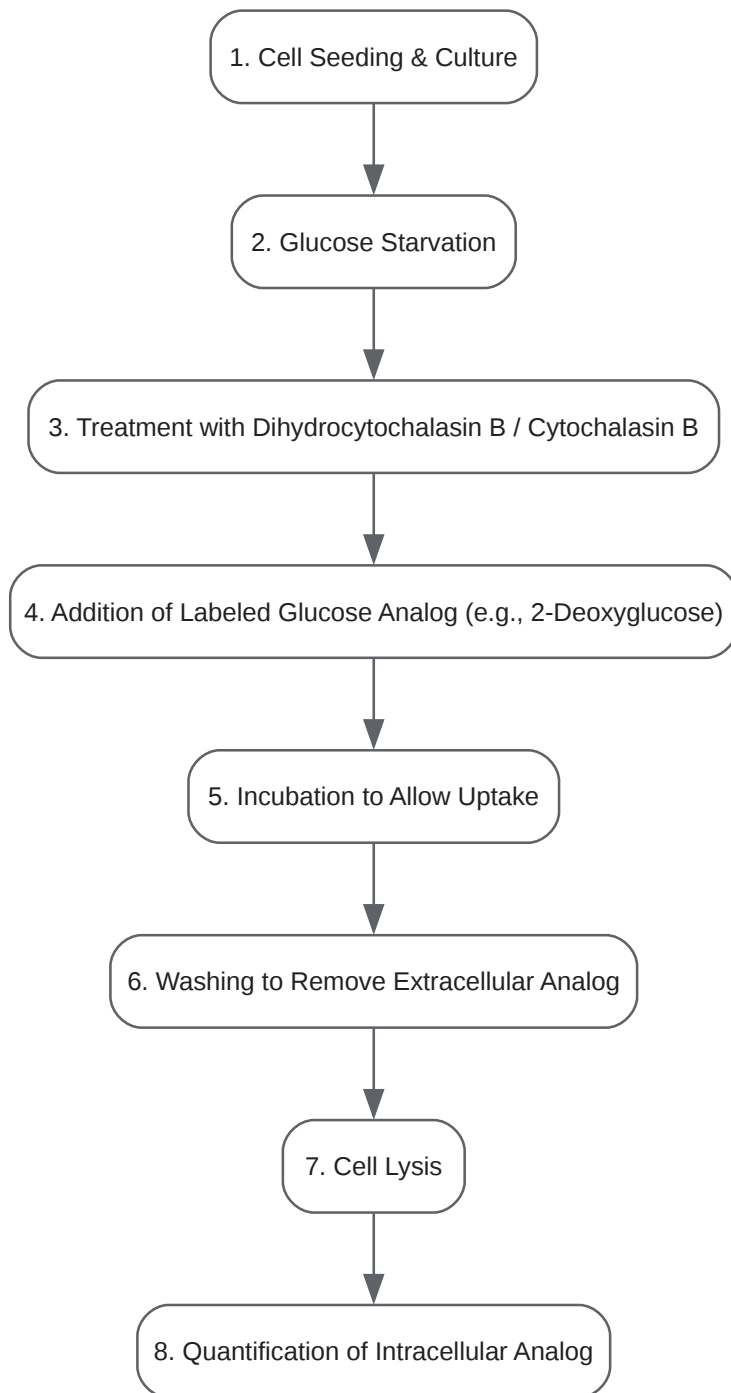 1. Cell Seeding & Culture
2. Glucose Starvation
3. Treatment with Dihydrocytochalasin B / Cytochalasin B
4. Addition of Labeled Glucose Analog (e.g., 2-Deoxyglucose)
5. Incubation to Allow Uptake
6. Washing to Remove Extracellular Analog
7. Cell Lysis
8. Quantification of Intracellular Analog